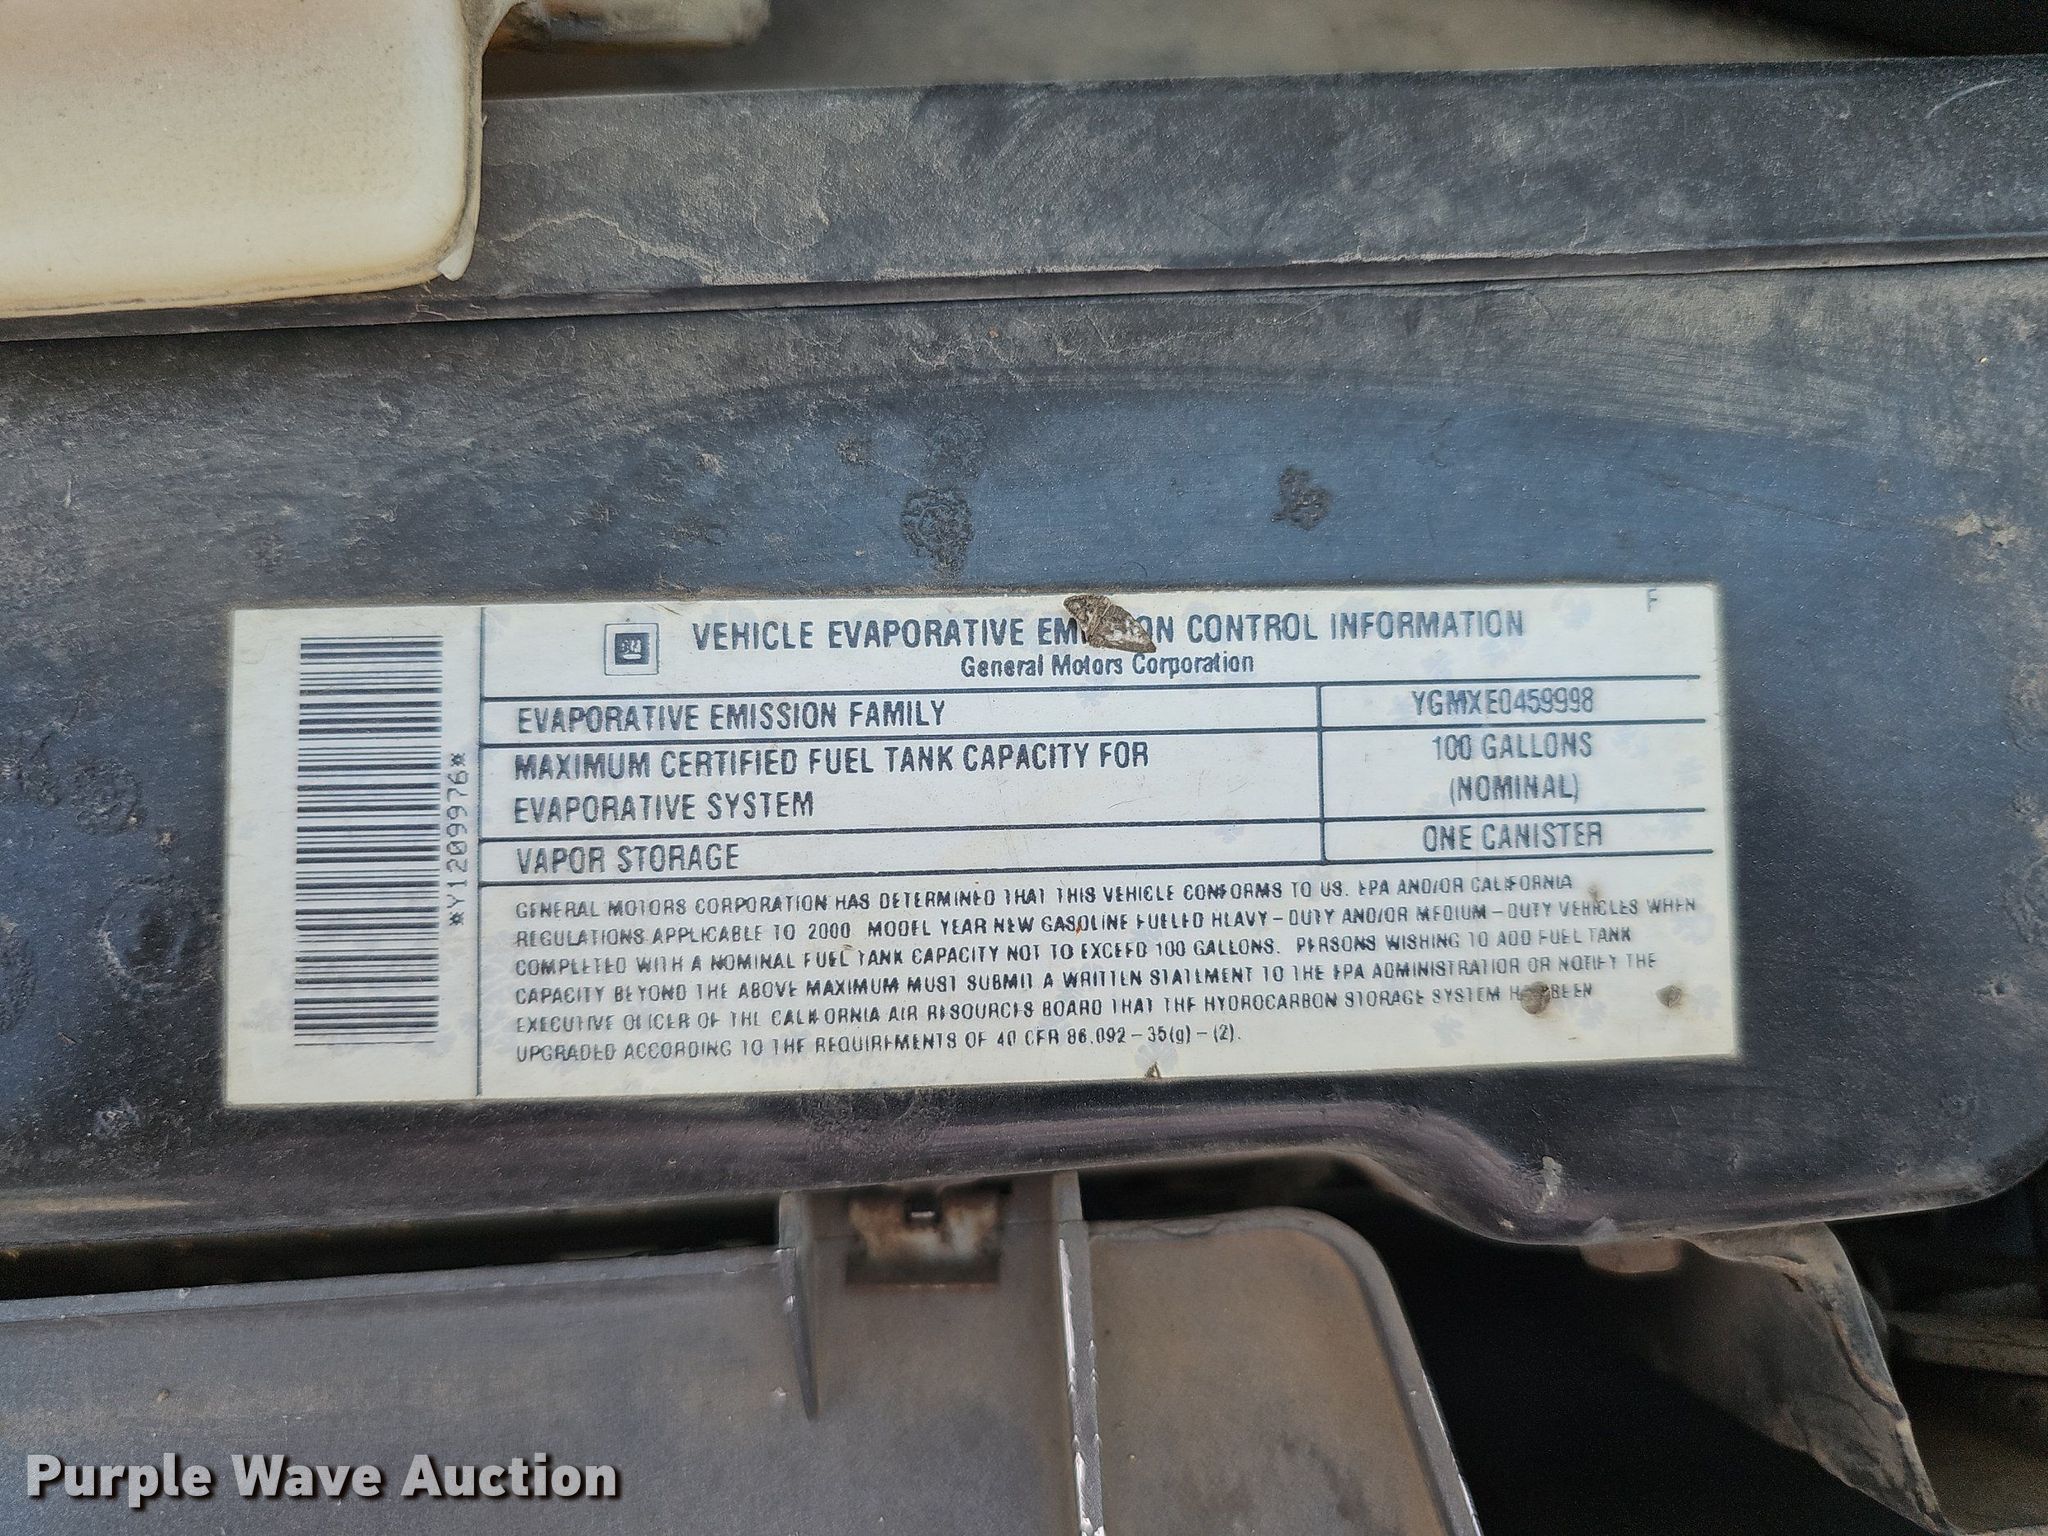 F
GM
VEHICLE EVAPORATIVE EMISSION CONTROL INFORMATION
General Motors Corporation
*Y1209976*
EVAPORATIVE EMISSION FAMILY YGMXE0459998
MAXIMUM CERTIFIED FUEL TANK CAPACITY FOR 100 GALLONS
EVAPORATIVE SYSTEM (NOMINAL)
VAPOR STORAGE ONE CANISTER
GENERAL MOTORS CORPORATION HAS DETERMINED THAT THIS VEHICLE CONFORMS TO US. EPA AND/OR CALIFORNIA
REGULATIONS APPLICABLE TO 2000 MODEL YEAR NEW GASOLINE FUELED HEAVY-DUTY AND/OR MEDIUM-DUTY VEHICLES WHEN
COMPLETED WITH A NOMINAL FUEL TANK CAPACITY NOT TO EXCEED 100 GALLONS. PERSONS WISHING TO ADD FUEL TANK
CAPACITY BEYOND THE ABOVE MAXIMUM MUST SUBMIT A WRITTEN STATEMENT TO THE EPA ADMINISTRATIOR OR NOTIFY THE
EXECUTIVE OFICER OF THE CALIFORNIA AIR RESOURCES BOARD THAT THE HYDROCARBON STORAGE SYSTEM HAS BEEN
UPGRADED ACCORDING TO THE REQUIREMENTS OF 40 CFR 86.092-35(g)-(2).
Purple Wave Auction